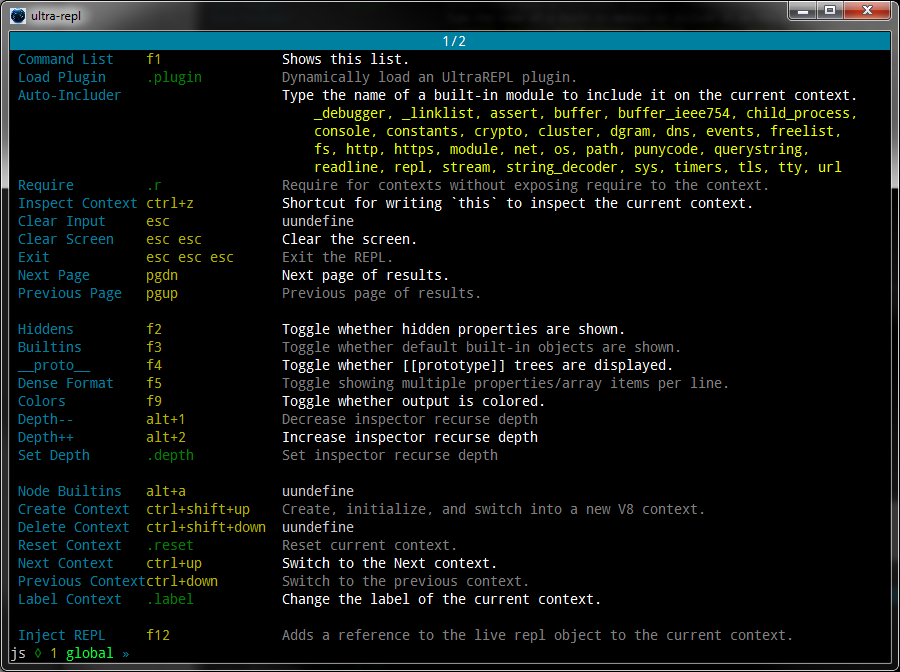 ultra-repl
1/2
Command List f1 Shows this list.
Load Plugin .plugin Dynamically load an UltraREPL plugin.
Auto-Includer Type the name of a built-in module to include it on the current context.
_debugger, _linklist, assert, buffer, buffer_ieee754, child_process,
console, constants, crypto, cluster, dgram, dns, events, freelist,
fs, http, https, module, net, os, path, punycode, querystring,
readline, repl, stream, string_decoder, sys, timers, tls, tty, url
Require .r Require for contexts without exposing require to the context.
Inspect Context ctrl+z Shortcut for writing `this` to inspect the current context.
Clear Input esc uundefine
Clear Screen esc esc Clear the screen.
Exit esc esc esc Exit the REPL.
Next Page pgdn Next page of results.
Previous Page pgup Previous page of results.
Hiddens f2 Toggle whether hidden properties are shown.
Builtins f3 Toggle whether default built-in objects are shown.
__proto__ f4 Toggle whether [[prototype]] trees are displayed.
Dense Format f5 Toggle showing multiple properties/array items per line.
Colors f9 Toggle whether output is colored.
Depth-- alt+1 Decrease inspector recurse depth
Depth++ alt+2 Increase inspector recurse depth
Set Depth .depth Set inspector recurse depth
Node Builtins alt+a uundefine
Create Context ctrl+shift+up Create, initialize, and switch into a new V8 context.
Delete Context ctrl+shift+down uundefine
Reset Context .reset Reset current context.
Next Context ctrl+up Switch to the Next context.
Previous Contextctrl+down Switch to the previous context.
Label Context .label Change the label of the current context.
Inject REPL f12 Adds a reference to the live repl object to the current context.
js ◊ 1 global »